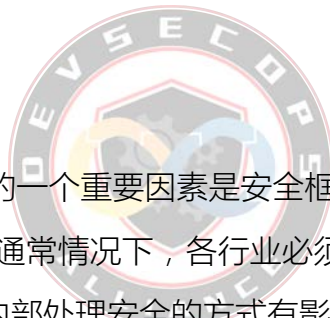 DEVSECOPS
的一个重要因素是安全框
通常情况下，各行业必须
内部处理安全的方式有影
ALLIANCE